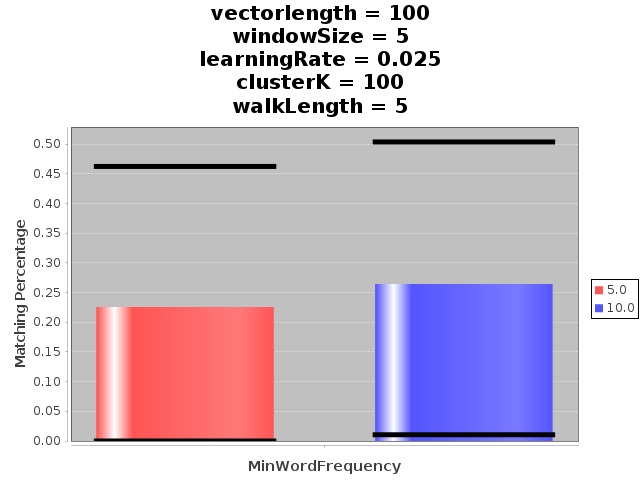 vectorlength = 100
windowSize = 5
learningRate = 0.025
clusterK = 100
walkLength = 5
0.50
0.45
0.40
0.35
0.30
0.25
0.20
0.15
0.10
0.05
0.00
Matching Percentage
MinWordFrequency
5.0
10.0